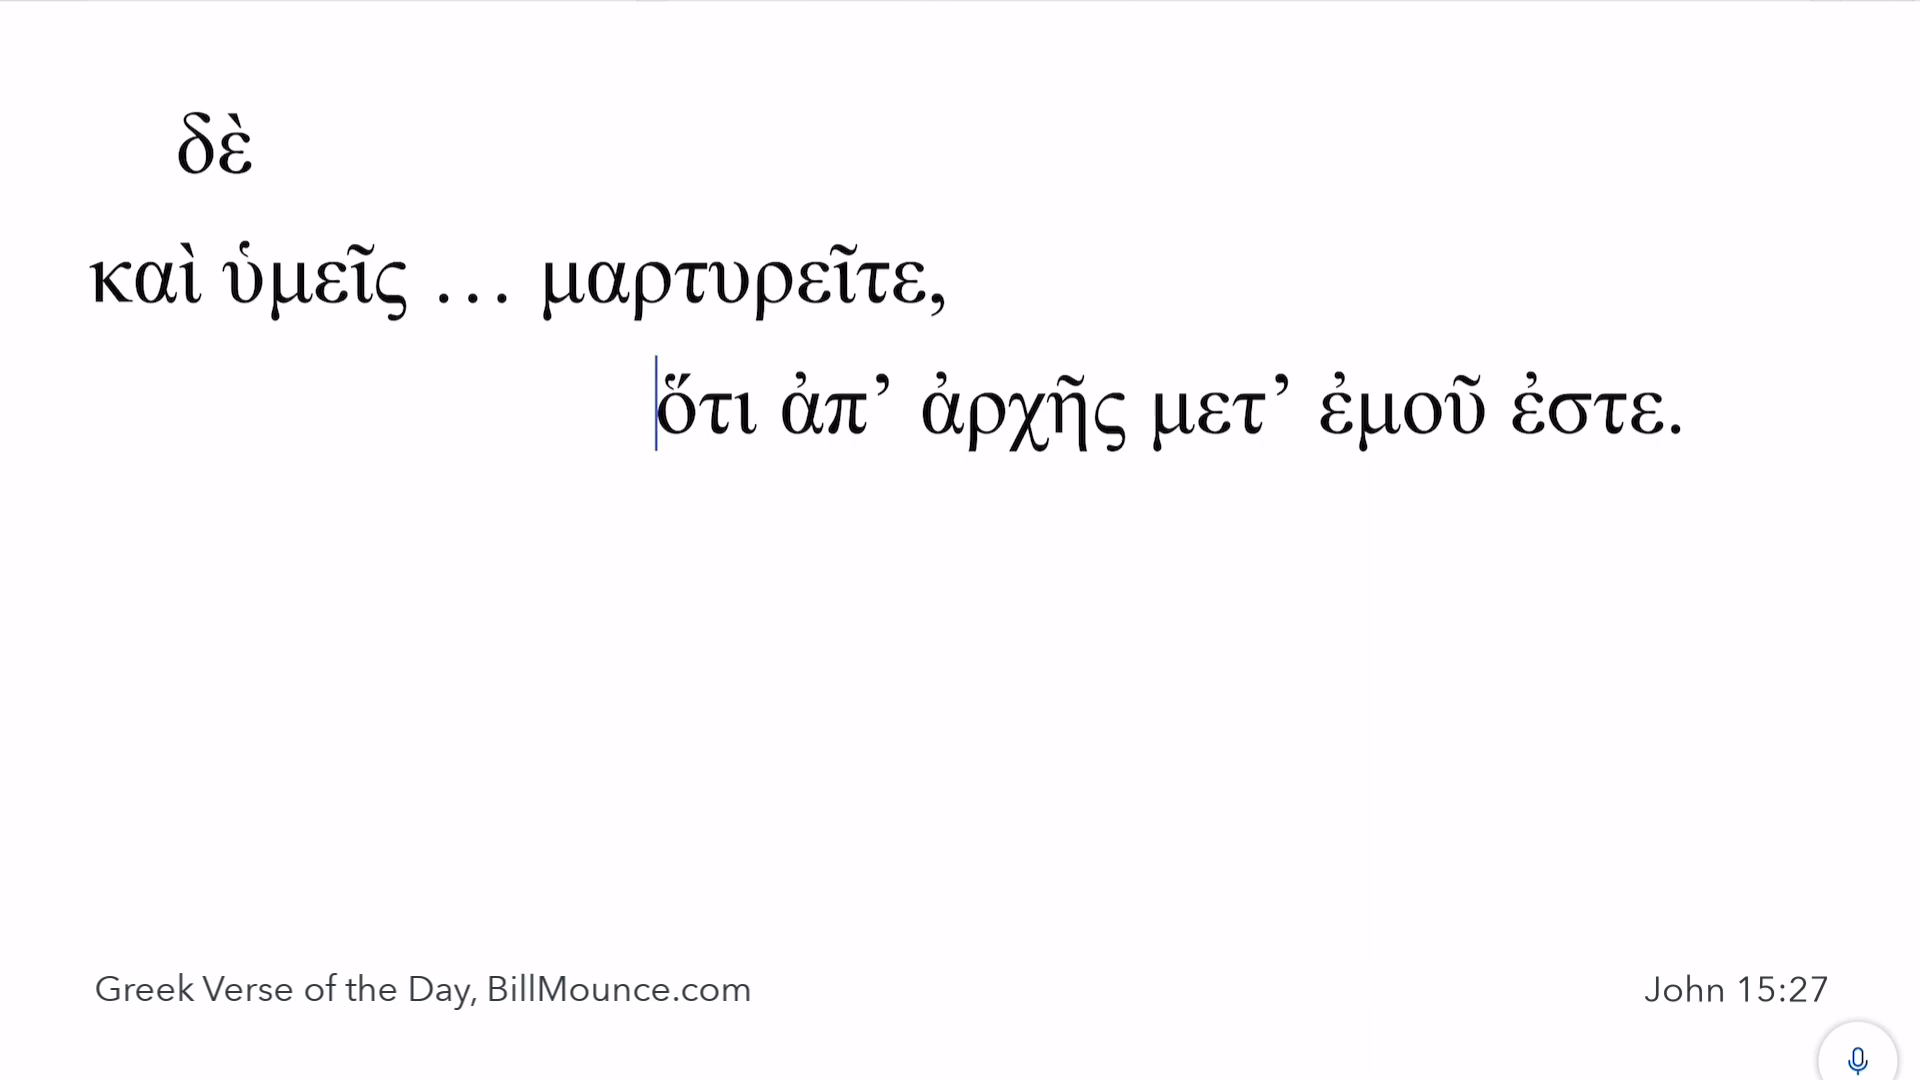 δὲ
καὶ ὑμεῖς … μαρτυρεῖτε,
ὅτι ἀπ’ ἀρχῆς μετ’ ἐμοῦ ἐστε.
Greek Verse of the Day, BillMounce.com
John 15:27